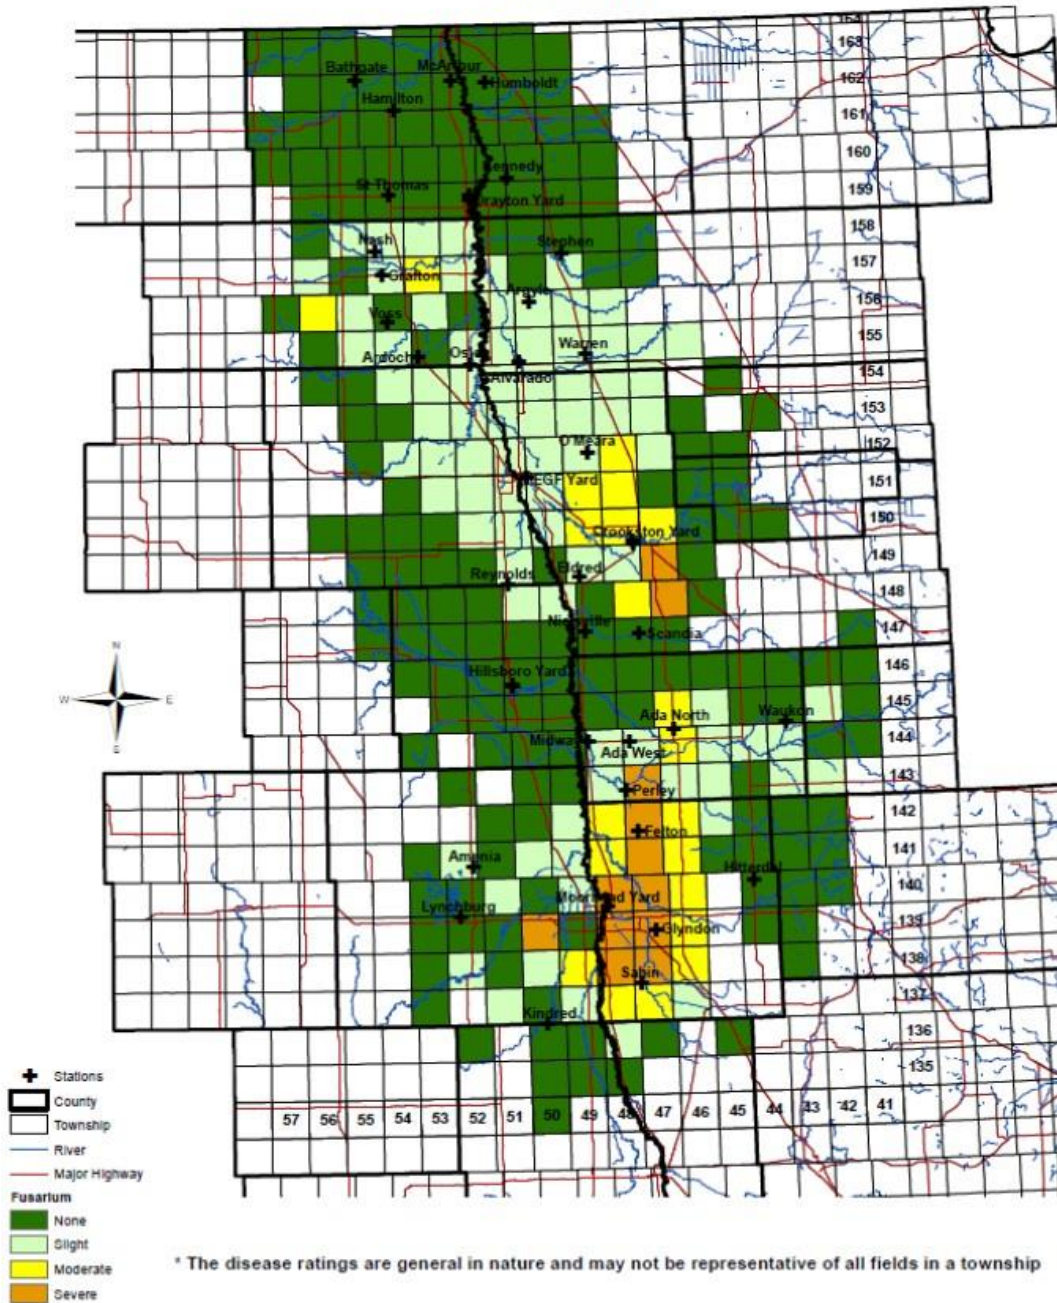 164
163
Bathgate McArthur
Humboldt
162
Hamilton
161
160
Kennedy
159
St Thomas
Drayton Yard
158
Nash Stephen
157
Grafton
Argyle
156
Voss
155
Ardoch Warren
154
Alvarado
153
O'Meara
152
151
EGF Yard
150
Crookston Yard
149
Reynolds Eldred
148
Scandia
147
146
Hillsboro Yard
145
Ada North Waukon
144
Midway Ada West
143
Perley
142
Felton
141
Amenia
Hitterdal
140
Moorhead Yard
Lynchburg
139
Glyndon
138
Sabin
137
Kindred
136
135
N
W E
S
57 56 55 54 53 52 51 50 49 48 47 46 45 44 43 42 41
Stations
County
Township
River
Major Highway
Fusarium
None
Slight
Moderate
Severe
* The disease ratings are general in nature and may not be representative of all fields in a township